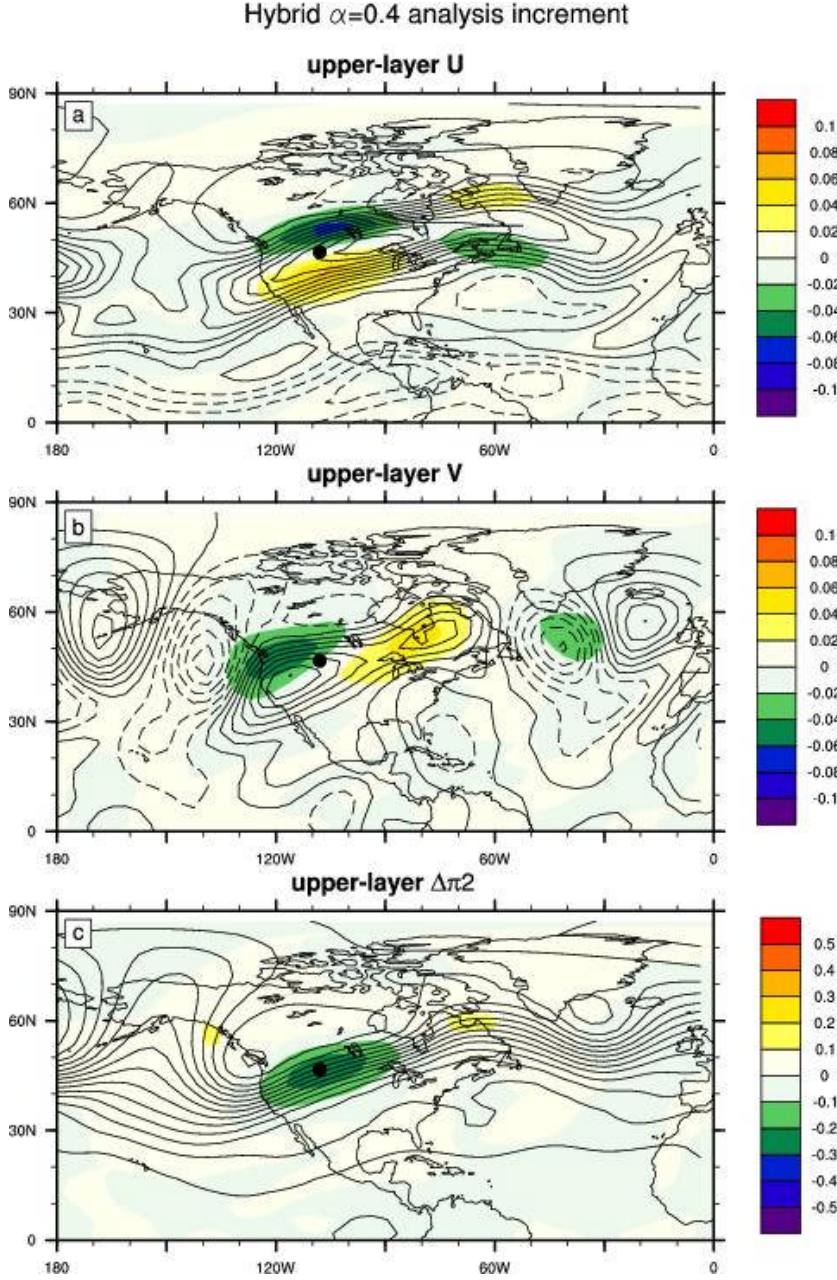 Hybrid α=0.4 analysis increment
upper-layer U
90N
a
60N
30N
0
180
120W
60W
0
0.1
0.08
0.06
0.04
0.02
0
-0.02
-0.04
-0.06
-0.08
-0.1
upper-layer V
90N
b
60N
30N
0
180
120W
60W
0
0.1
0.08
0.06
0.04
0.02
0
-0.02
-0.04
-0.06
-0.08
-0.1
upper-layer Δπ2
90N
c
60N
30N
0
180
120W
60W
0
0.5
0.4
0.3
0.2
0.1
0
-0.1
-0.2
-0.3
-0.4
-0.5